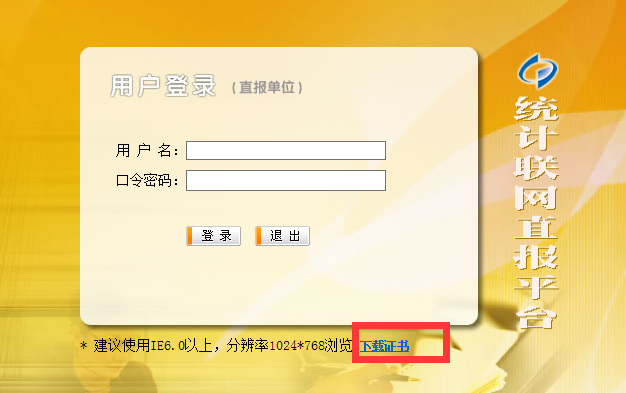 用户登录 (直报单位)
用 户 名：
口令密码：
登 录 退 出
* 建议使用IE6.0以上，分辨率1024*768浏览 下载证书
统计联网直报平台